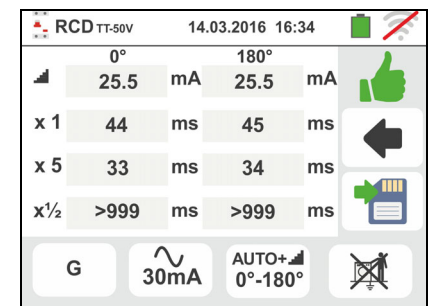 RCD TT-50V 14.03.2016 16:34
0° 180°
25.5 mA 25.5 mA
x 1 44 ms 45 ms
x 5 33 ms 34 ms
x½ >999 ms >999 ms
G 30mA AUTO+ 0°-180°